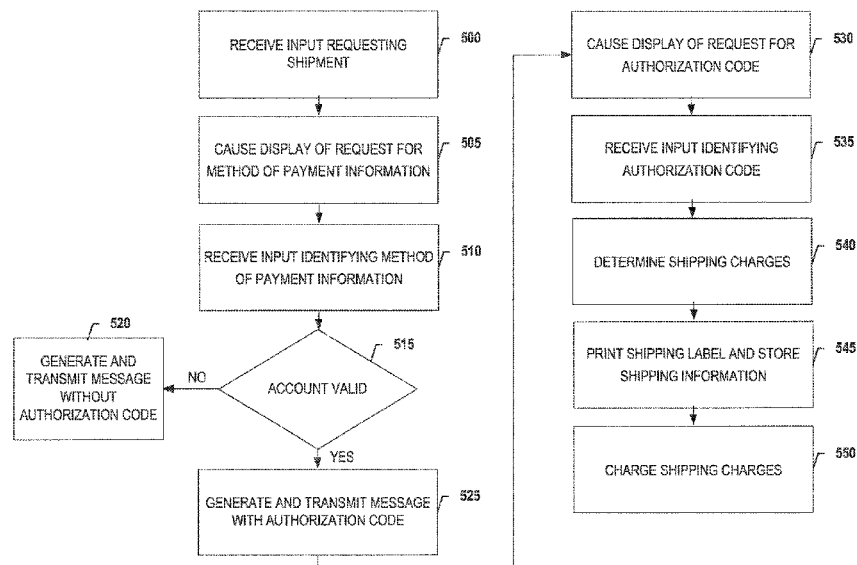 RECEIVE INPUT REQUESTING
SHIPMENT
500
CAUSE DISPLAY OF REQUEST FOR
METHOD OF PAYMENT INFORMATION
505
RECEIVE INPUT IDENTIFYING METHOD
OF PAYMENT INFORMATION
510
ACCOUNT VALID
515
NO
520
GENERATE AND
TRANSMIT MESSAGE
WITHOUT
AUTHORIZATION CODE
YES
GENERATE AND TRANSMIT MESSAGE
WITH AUTHORIZATION CODE
525
CAUSE DISPLAY OF REQUEST FOR
AUTHORIZATION CODE
530
RECEIVE INPUT IDENTIFYING
AUTHORIZATION CODE
535
DETERMINE SHIPPING CHARGES
540
PRINT SHIPPING LABEL AND STORE
SHIPPING INFORMATION
545
CHARGE SHIPPING CHARGES
550